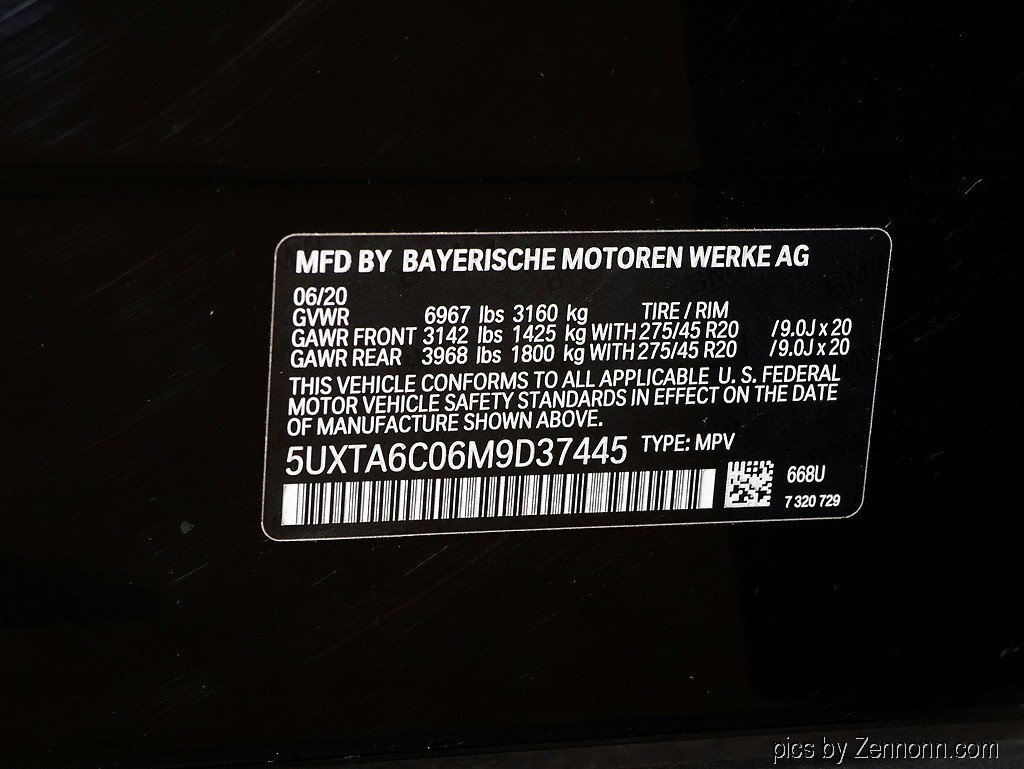 MFD BY BAYERISCHE MOTOREN WERKE AG
06/20
GVWR 6967 lbs 3160 kg TIRE / RIM
GAWR FRONT 3142 lbs 1425 kg WITH 275/45 R20 / 9.0J x 20
GAWR REAR 3968 lbs 1800 kg WITH 275/45 R20 / 9.0J x 20
THIS VEHICLE CONFORMS TO ALL APPLICABLE U. S. FEDERAL
MOTOR VEHICLE SAFETY STANDARDS IN EFFECT ON THE DATE
OF MANUFACTURE SHOWN ABOVE.
5UXTA6C06M9D37445 TYPE: MPV
668U
7 320 729
pics by Zennonn.com